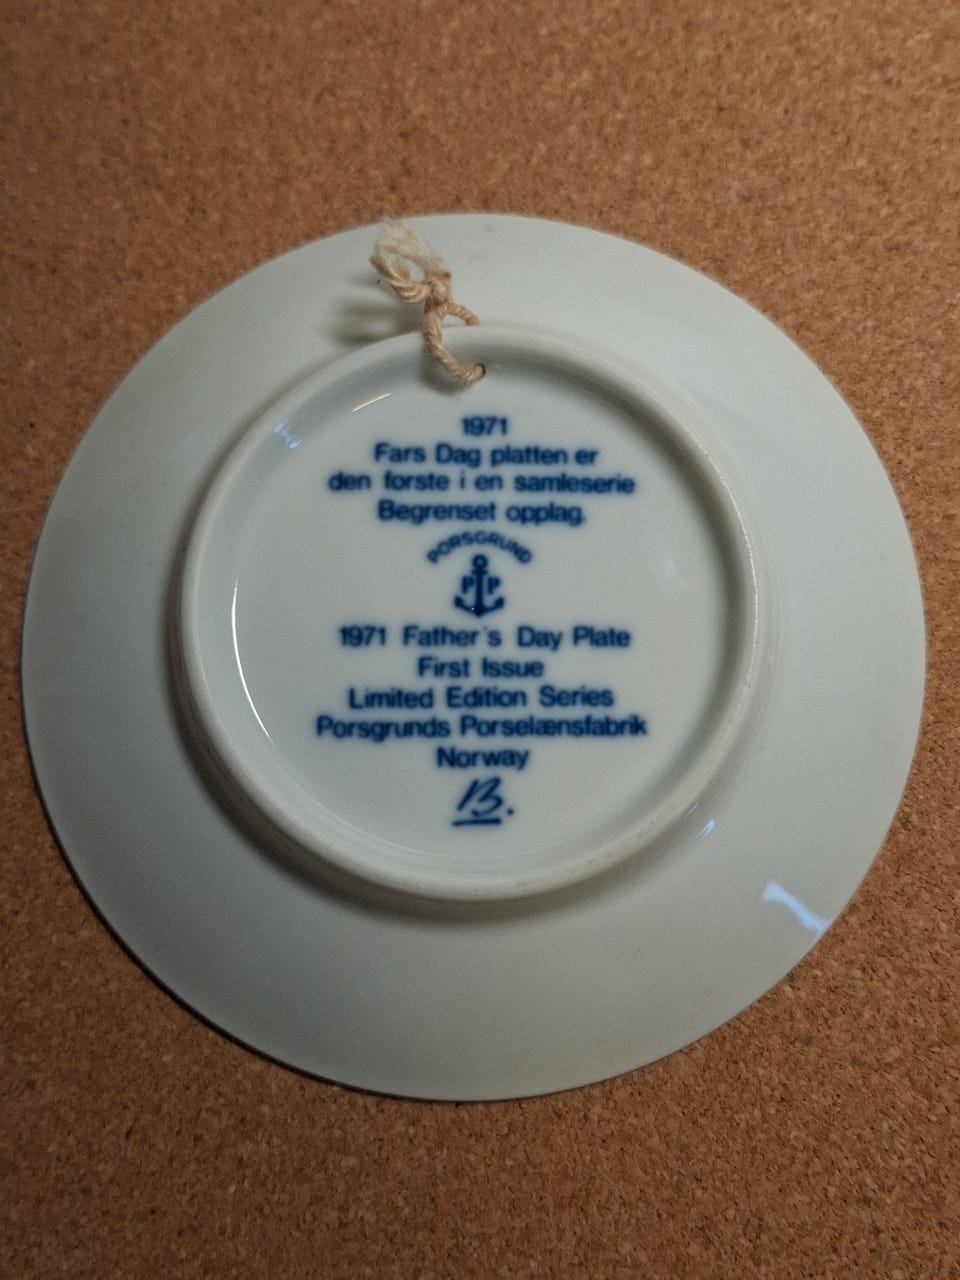 1971
Fars Dag platten er
den forste i en samleserie
Begrenset opplag.
PORSGRUND
P P
1971 Father's Day Plate
First Issue
Limited Edition Series
Porsgrunds Porselænsfabrik
Norway
B.